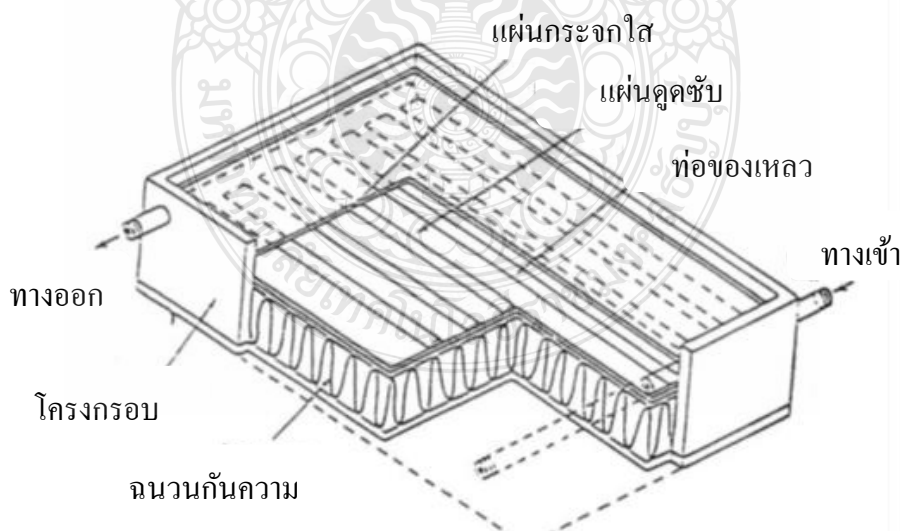 แผ่นกระจกใส
แผ่นดูดซับ
ท่อของเหลว
ทางเข้า
ทางออก
โครงกรอบ
ฉนวนกันความ